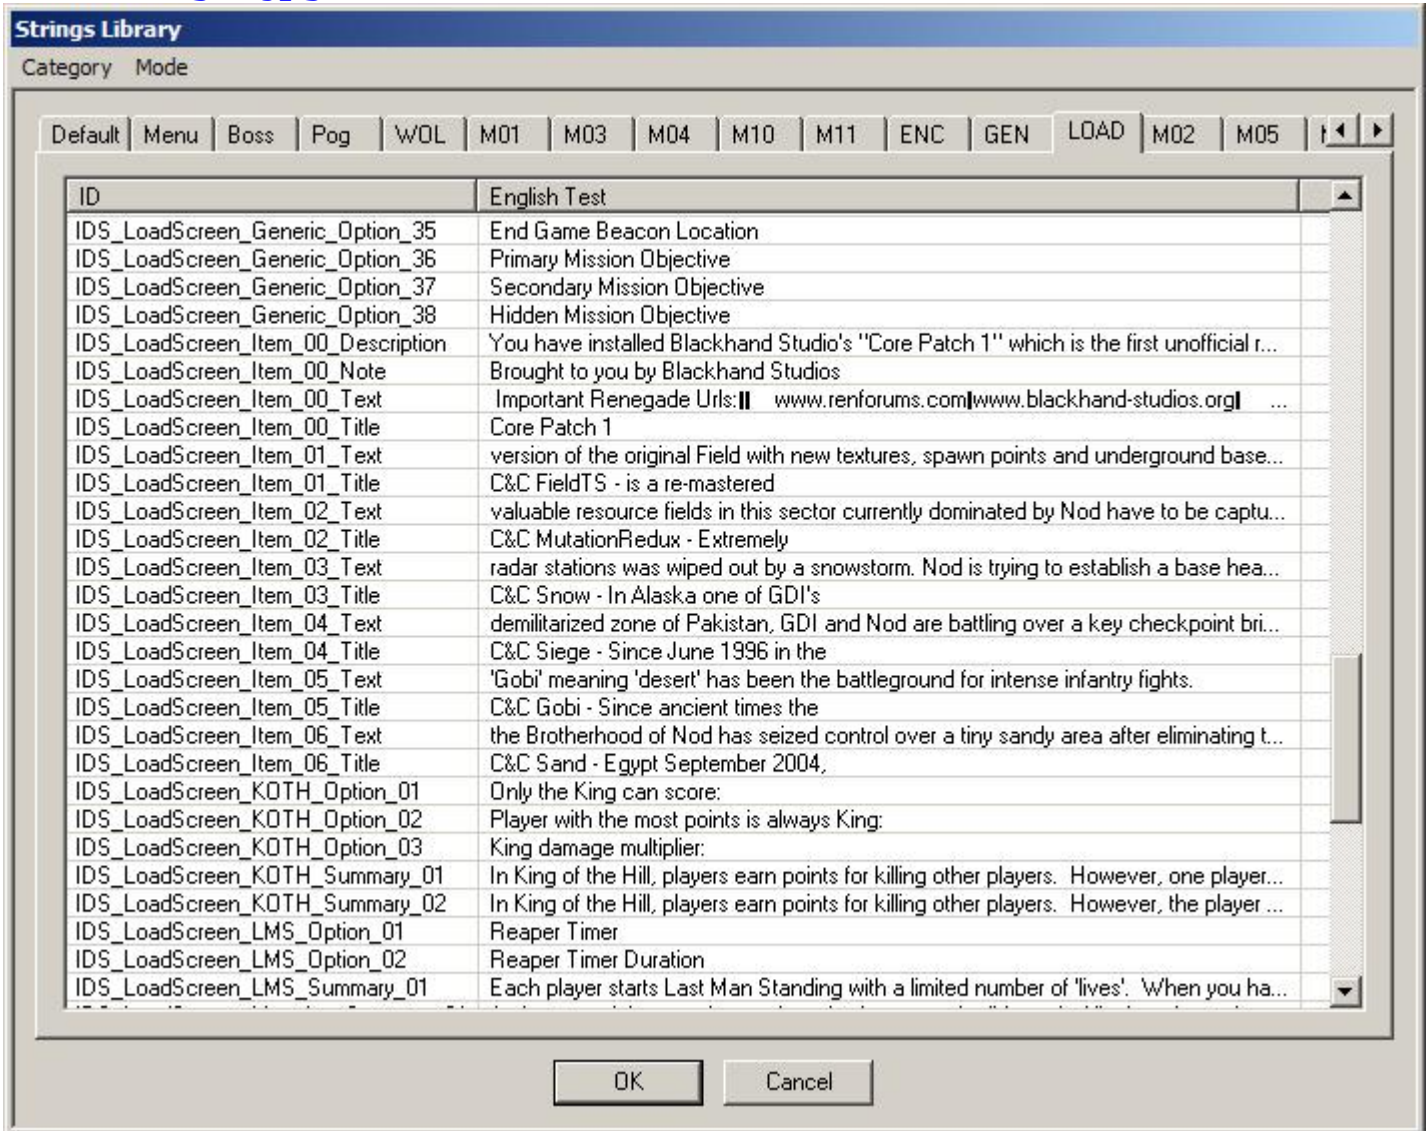 Strings Library
Category Mode
Default Menu Boss Pog WOL M01 M03 M04 M10 M11 ENC GEN LOAD M02 M05
ID English Test
IDS_LoadScreen_Generic_Option_35 End Game Beacon Location
IDS_LoadScreen_Generic_Option_36 Primary Mission Objective
IDS_LoadScreen_Generic_Option_37 Secondary Mission Objective
IDS_LoadScreen_Generic_Option_38 Hidden Mission Objective
IDS_LoadScreen_Item_00_Description You have installed Blackhand Studio's "Core Patch 1" which is the first unofficial r...
IDS_LoadScreen_Item_00_Note Brought to you by Blackhand Studios
IDS_LoadScreen_Item_00_Text Important Renegade Urls:|| www.renforums.com|www.blackhand-studios.org| ...
IDS_LoadScreen_Item_00_Title Core Patch 1
IDS_LoadScreen_Item_01_Text version of the original Field with new textures, spawn points and underground base...
IDS_LoadScreen_Item_01_Title C&C FieldTS - is a re-mastered
IDS_LoadScreen_Item_02_Text valuable resource fields in this sector currently dominated by Nod have to be captu...
IDS_LoadScreen_Item_02_Title C&C MutationRedux - Extremely
IDS_LoadScreen_Item_03_Text radar stations was wiped out by a snowstorm. Nod is trying to establish a base hea...
IDS_LoadScreen_Item_03_Title C&C Snow - In Alaska one of GDI's
IDS_LoadScreen_Item_04_Text demilitarized zone of Pakistan, GDI and Nod are battling over a key checkpoint bri...
IDS_LoadScreen_Item_04_Title C&C Siege - Since June 1996 in the
IDS_LoadScreen_Item_05_Text 'Gobi' meaning 'desert' has been the battleground for intense infantry fights.
IDS_LoadScreen_Item_05_Title C&C Gobi - Since ancient times the
IDS_LoadScreen_Item_06_Text the Brotherhood of Nod has seized control over a tiny sandy area after eliminating t...
IDS_LoadScreen_Item_06_Title C&C Sand - Egypt September 2004,
IDS_LoadScreen_KOTH_Option_01 Only the King can score:
IDS_LoadScreen_KOTH_Option_02 Player with the most points is always King:
IDS_LoadScreen_KOTH_Option_03 King damage multiplier:
IDS_LoadScreen_KOTH_Summary_01 In King of the Hill, players earn points for killing other players. However, one player...
IDS_LoadScreen_KOTH_Summary_02 In King of the Hill, players earn points for killing other players. However, the player ...
IDS_LoadScreen_LMS_Option_01 Reaper Timer
IDS_LoadScreen_LMS_Option_02 Reaper Timer Duration
IDS_LoadScreen_LMS_Summary_01 Each player starts Last Man Standing with a limited number of 'lives'. When you ha...
OK Cancel